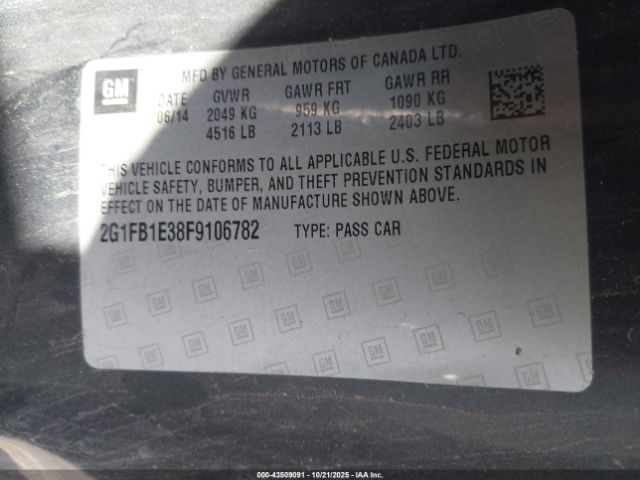 GM
MFD BY GENERAL MOTORS OF CANADA LTD.
DATE GVWR GAWR FRT GAWR RR
06/14 2049 KG 959 KG 1090 KG
4516 LB 2113 LB 2403 LB
THIS VEHICLE CONFORMS TO ALL APPLICABLE U.S. FEDERAL MOTOR
VEHICLE SAFETY, BUMPER, AND THEFT PREVENTION STANDARDS IN
EFFECT ON THE DATE OF MANUFACTURE SHOWN ABOVE.
2G1FB1E38F9106782 TYPE: PASS CAR
000-43509091 | 10/21/2025 | Copyright IAA, Inc.